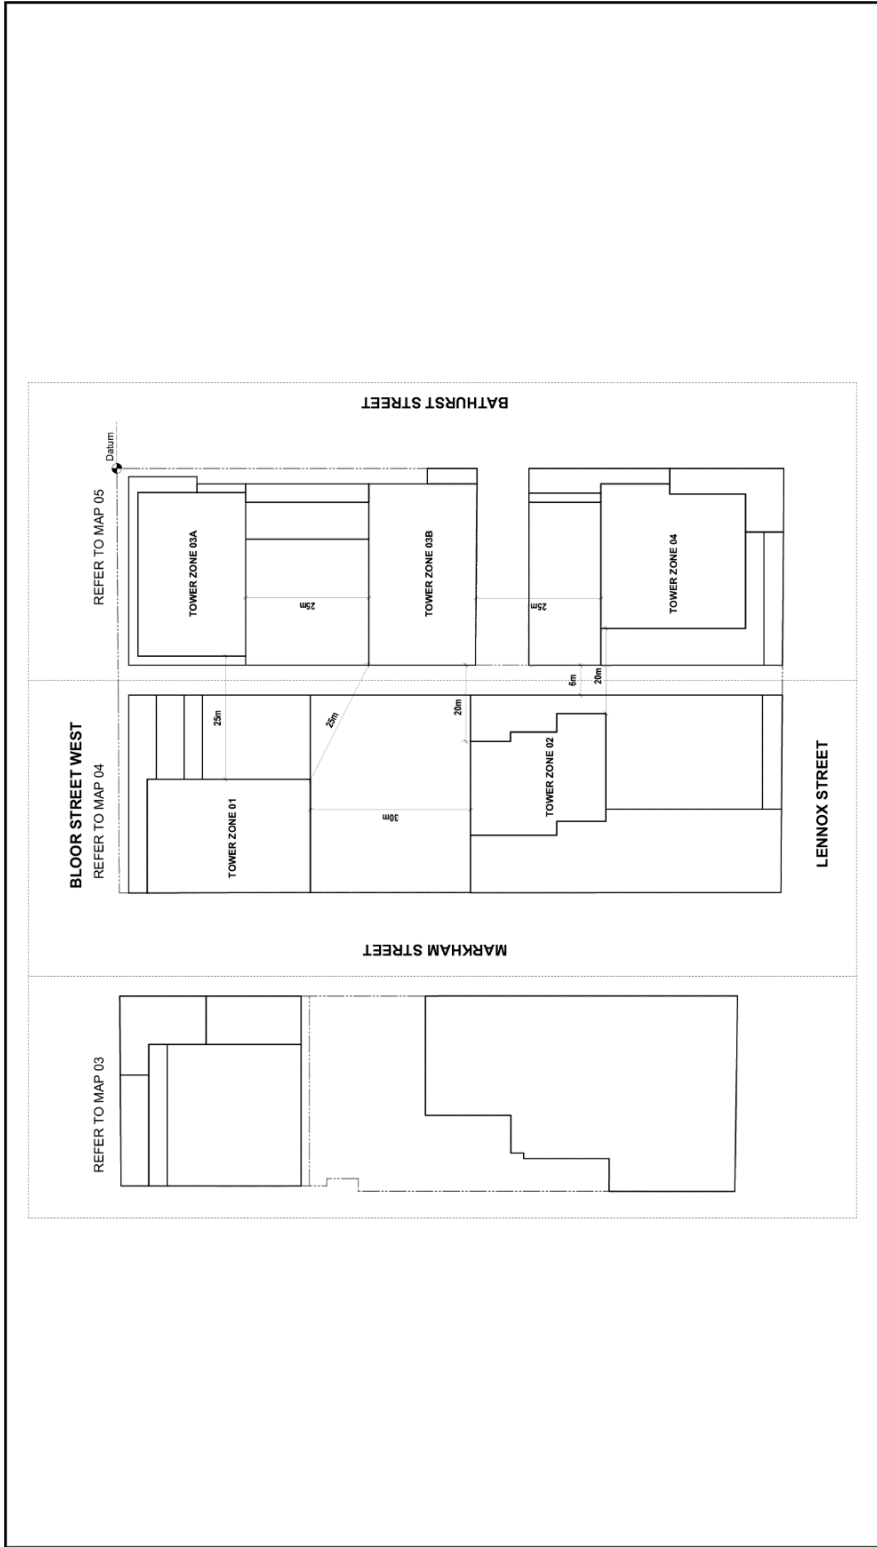 BATHURST STREET
Datum
REFER TO MAP 05
TOWER ZONE 03A
25m
TOWER ZONE 03B
25m
TOWER ZONE 04
BLOOR STREET WEST
REFER TO MAP 04
25m
25m
20m
6m
20m
TOWER ZONE 01
30m
TOWER ZONE 02
LENNOX STREET
MARKHAM STREET
REFER TO MAP 03